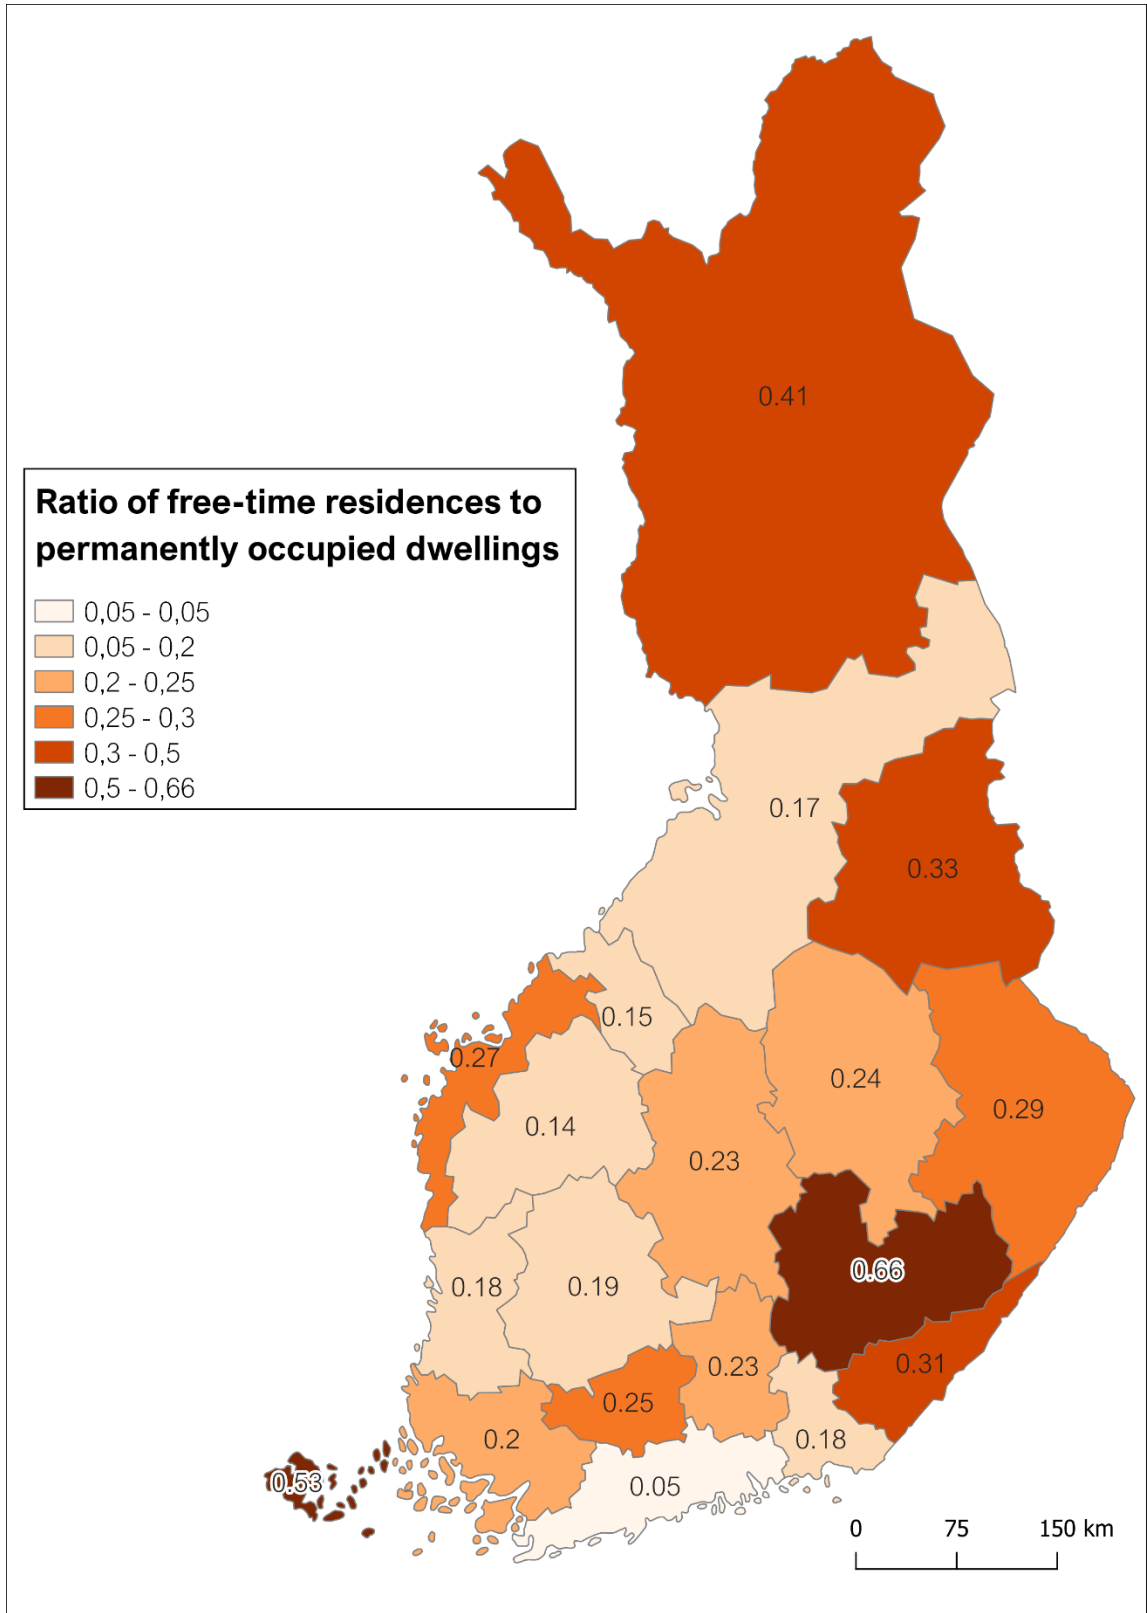 0.41
Ratio of free-time residences to
permanently occupied dwellings
0,05 - 0,05
0,05 - 0,2
0,2 - 0,25
0,25 - 0,3
0,3 - 0,5
0,5 - 0,66
0.17
0.33
0.15
0.27
0.24
0.29
0.14
0.23
0.66
0.18
0.19
0.31
0.23
0.25
0.2
0.18
0.53
0.05
0 75 150 km